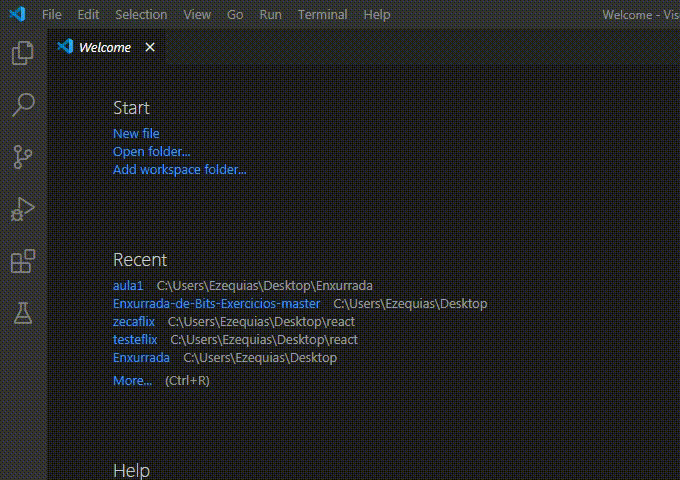 File Edit Selection View Go Run Terminal Help Welcome - Vis
Welcome ✕
Start
New file
Open folder...
Add workspace folder...
Recent
aula1 C:\Users\Ezequias\Desktop\Enxurrada
Enxurrada-de-Bits-Exercicios-master C:\Users\Ezequias\Desktop
zecaflix C:\Users\Ezequias\Desktop\react
testeflix C:\Users\Ezequias\Desktop\react
Enxurrada C:\Users\Ezequias\Desktop
More... (Ctrl+R)
Help